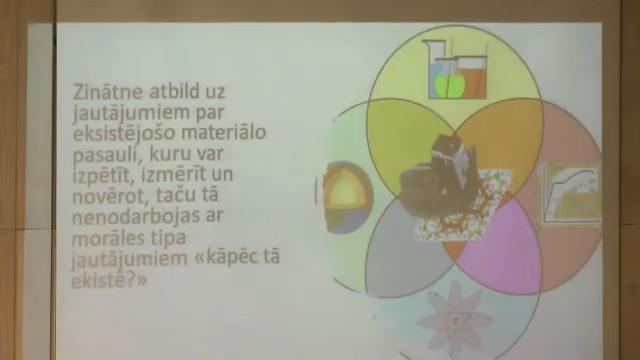 Zinātne atbild uz
jautājumiem par
eksistējošo materiālo
pasauli, kuru var
izpētīt, izmērīt un
novērot, taču tā
nenodarbojas ar
morāles tipa
jautājumiem «kāpēc tā
ekistē?»